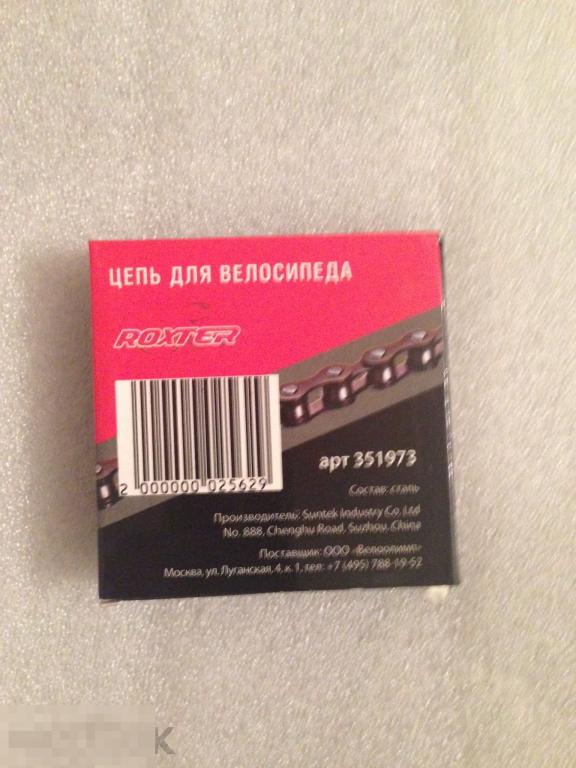 ЦЕПЬ ДЛЯ ВЕЛОСИПЕДА
ROXTER
2 000000 025629
арт 351973
Состав: сталь
Производитель: Suntek Industry Co. Ltd
No. 888, Chenghu Road, Suzhou, China
Поставщик: ООО «Велоолимп»
Москва, ул. Луганская, 4, к. 1, тел: +7 (495) 788-19-52